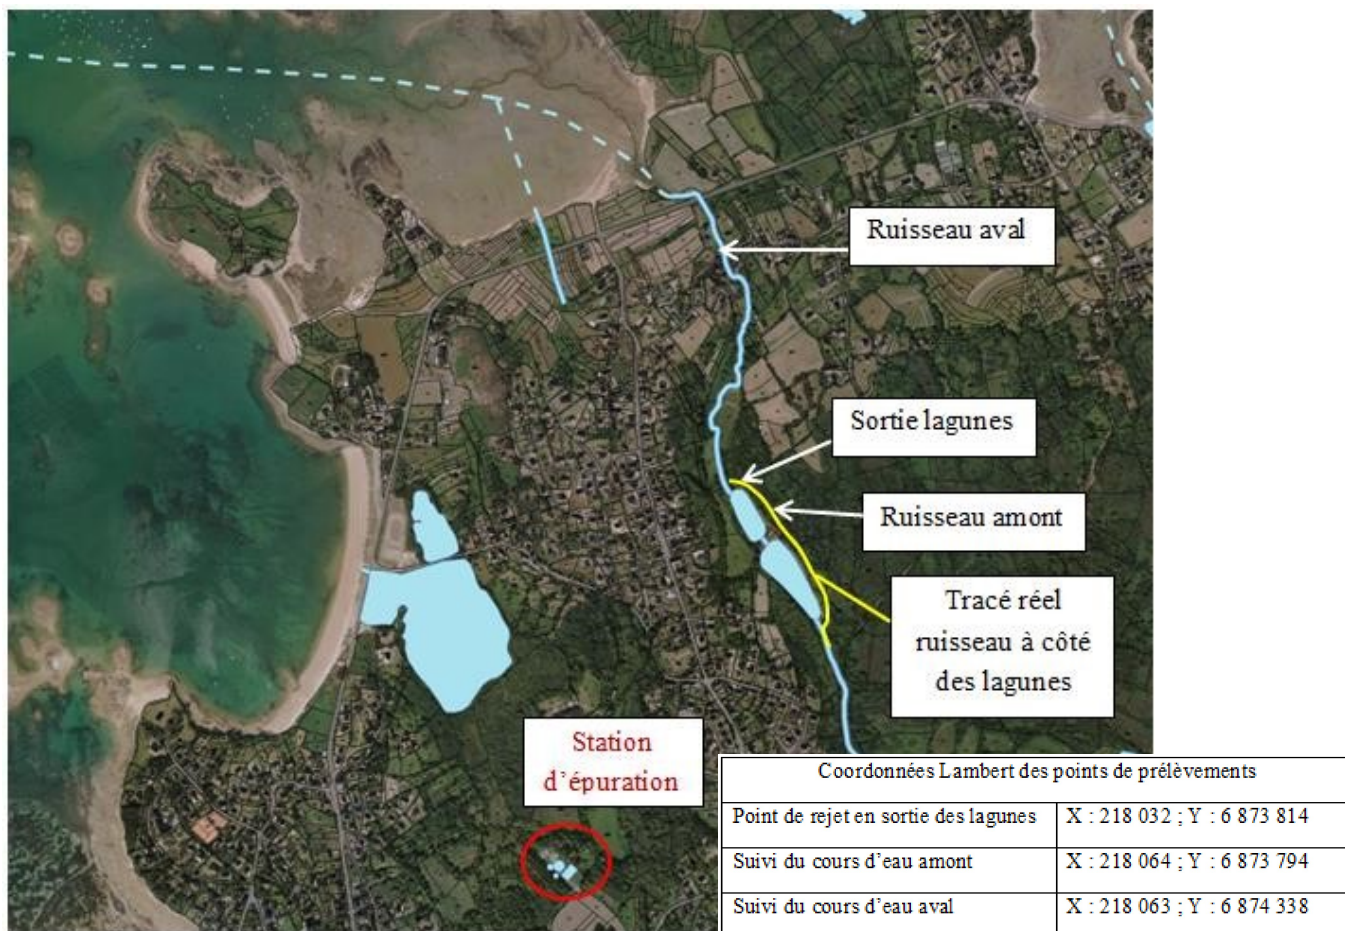 Ruisseau aval
Sortie lagunes
Ruisseau amont
Tracé réel
ruisseau à côté
des lagunes
Station
d’épuration
Coordonnées Lambert des points de prélèvements
Point de rejet en sortie des lagunes X : 218 032 ; Y : 6 873 814
Suivi du cours d’eau amont X : 218 064 ; Y : 6 873 794
Suivi du cours d’eau aval X : 218 063 ; Y : 6 874 338